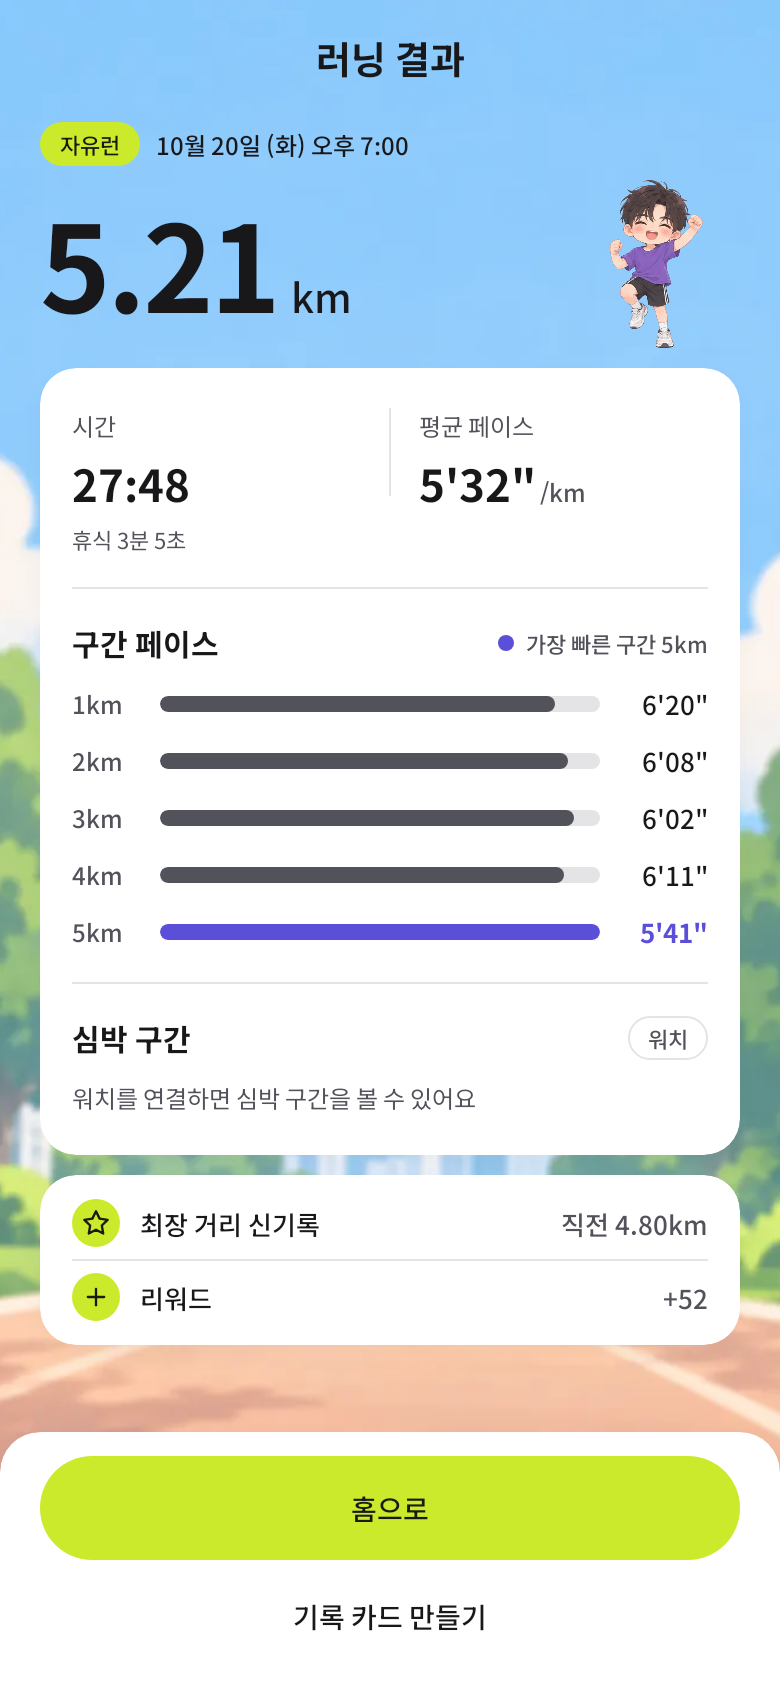 러닝 결과
자유런 10월 20일 (화) 오후 7:00
5.21 km
시간 평균 페이스
27:48 5'32" /km
휴식 3분 5초
구간 페이스 가장 빠른 구간 5km
1km 6'20"
2km 6'08"
3km 6'02"
4km 6'11"
5km 5'41"
심박 구간 워치
워치를 연결하면 심박 구간을 볼 수 있어요
최장 거리 신기록 직전 4.80km
리워드 +52
홈으로
기록 카드 만들기